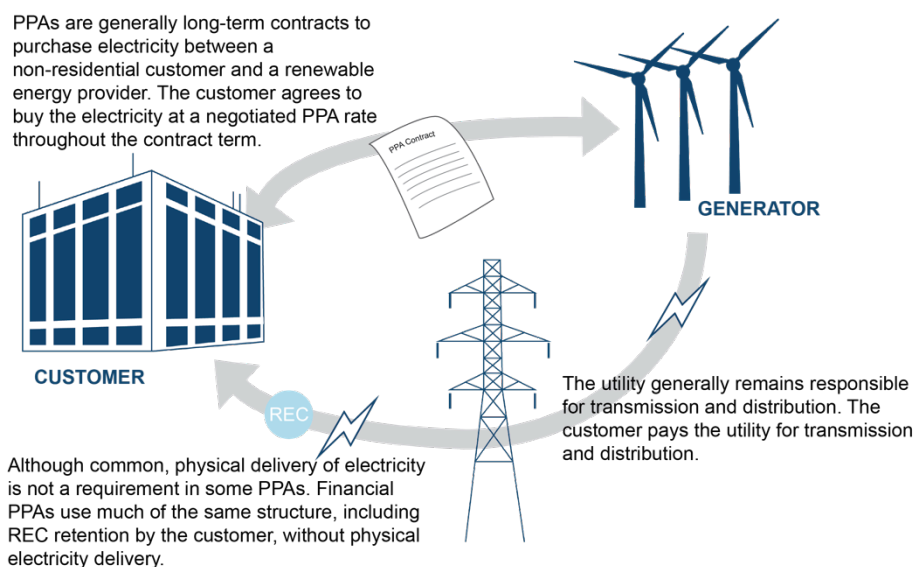 PPAs are generally long-term contracts to
purchase electricity between a
non-residential customer and a renewable
energy provider. The customer agrees to
buy the electricity at a negotiated PPA rate
throughout the contract term.
PPA Contract
GENERATOR
CUSTOMER
REC
The utility generally remains responsible
for transmission and distribution. The
customer pays the utility for transmission
and distribution.
Although common, physical delivery of electricity
is not a requirement in some PPAs. Financial
PPAs use much of the same structure, including
REC retention by the customer, without physical
electricity delivery.